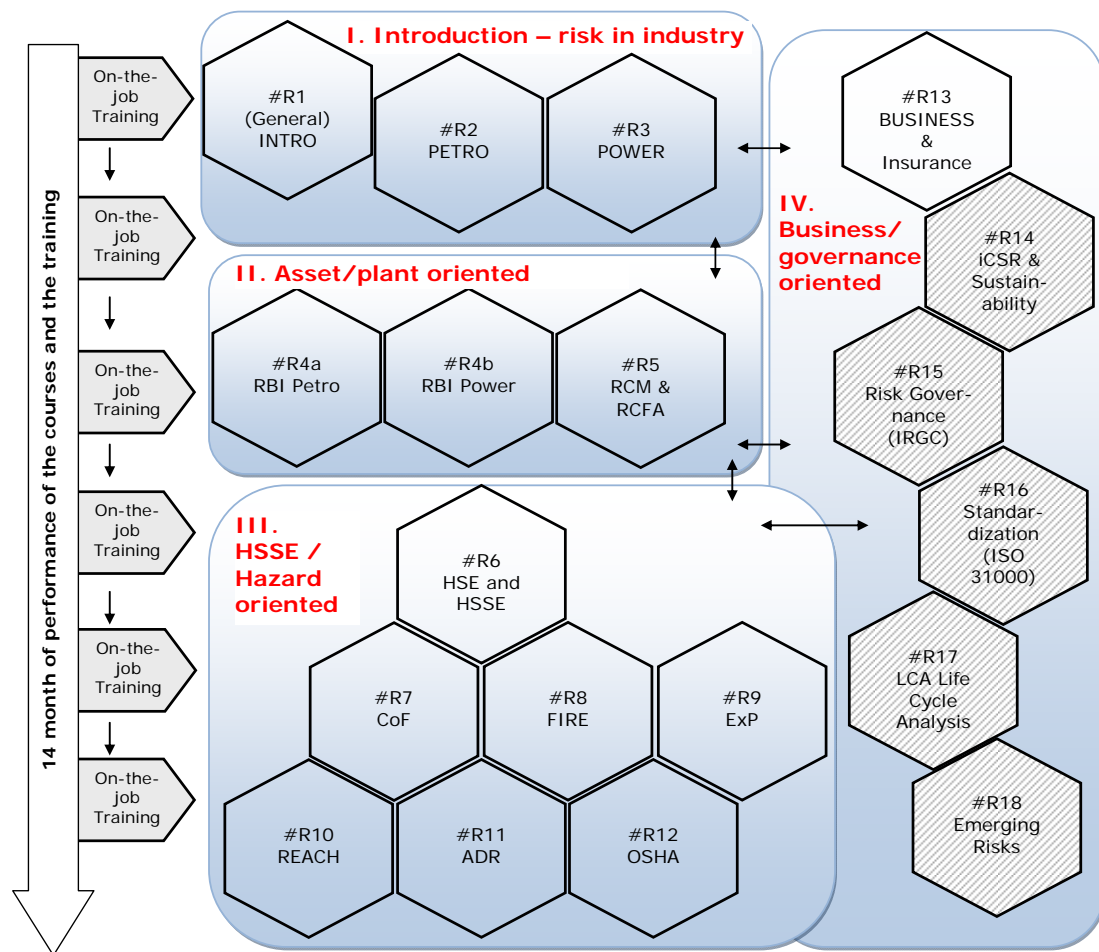 14 month of performance of the courses and the training
On-the-
job
Training
On-the-
job
Training
On-the-
job
Training
On-the-
job
Training
On-the-
job
Training
On-the-
job
Training
I. Introduction – risk in industry
#R1
(General)
INTRO
#R2
PETRO
#R3
POWER
II. Asset/plant oriented
#R4a
RBI Petro
#R4b
RBI Power
#R5
RCM &
RCFA
III.
HSSE /
Hazard
oriented
#R6
HSE and
HSSE
#R7
CoF
#R8
FIRE
#R9
ExP
#R10
REACH
#R11
ADR
#R12
OSHA
IV.
Business/
governance
oriented
#R13
BUSINESS
&
Insurance
#R14
iCSR &
Sustain-
ability
#R15
Risk Gover-
nance
(IRGC)
#R16
Standar-
dization
(ISO
31000)
#R17
LCA Life
Cycle
Analysis
#R18
Emerging
Risks